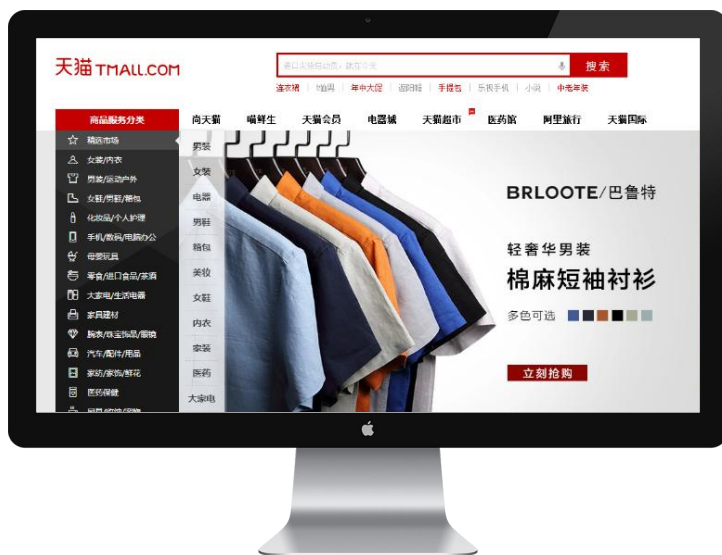 天猫 TMALL.COM
搜索
连衣裙 | t恤男 | 年中大促 | 遮阳帽 | 手提包 | 乐视手机 | 小说 | 中老年装
商品服务分类 尚天猫 喵鲜生 天猫会员 电器城 天猫超市 医药馆 阿里旅行 天猫国际
精选市场
女装/内衣
男装/运动户外
女鞋/男鞋/箱包
化妆品/个人护理
手机/数码/电脑办公
母婴玩具
零食/进口食品/茶酒
大家电/生活电器
家具建材
腕表/珠宝饰品/眼镜
汽车/配件/用品
家纺/家饰/鲜花
医药保健
男装
女装
电器
男鞋
箱包
美妆
女鞋
内衣
家装
医药
大家电
BRLOOTE/巴鲁特
轻奢华男装
棉麻短袖衬衫
多色可选
立刻抢购